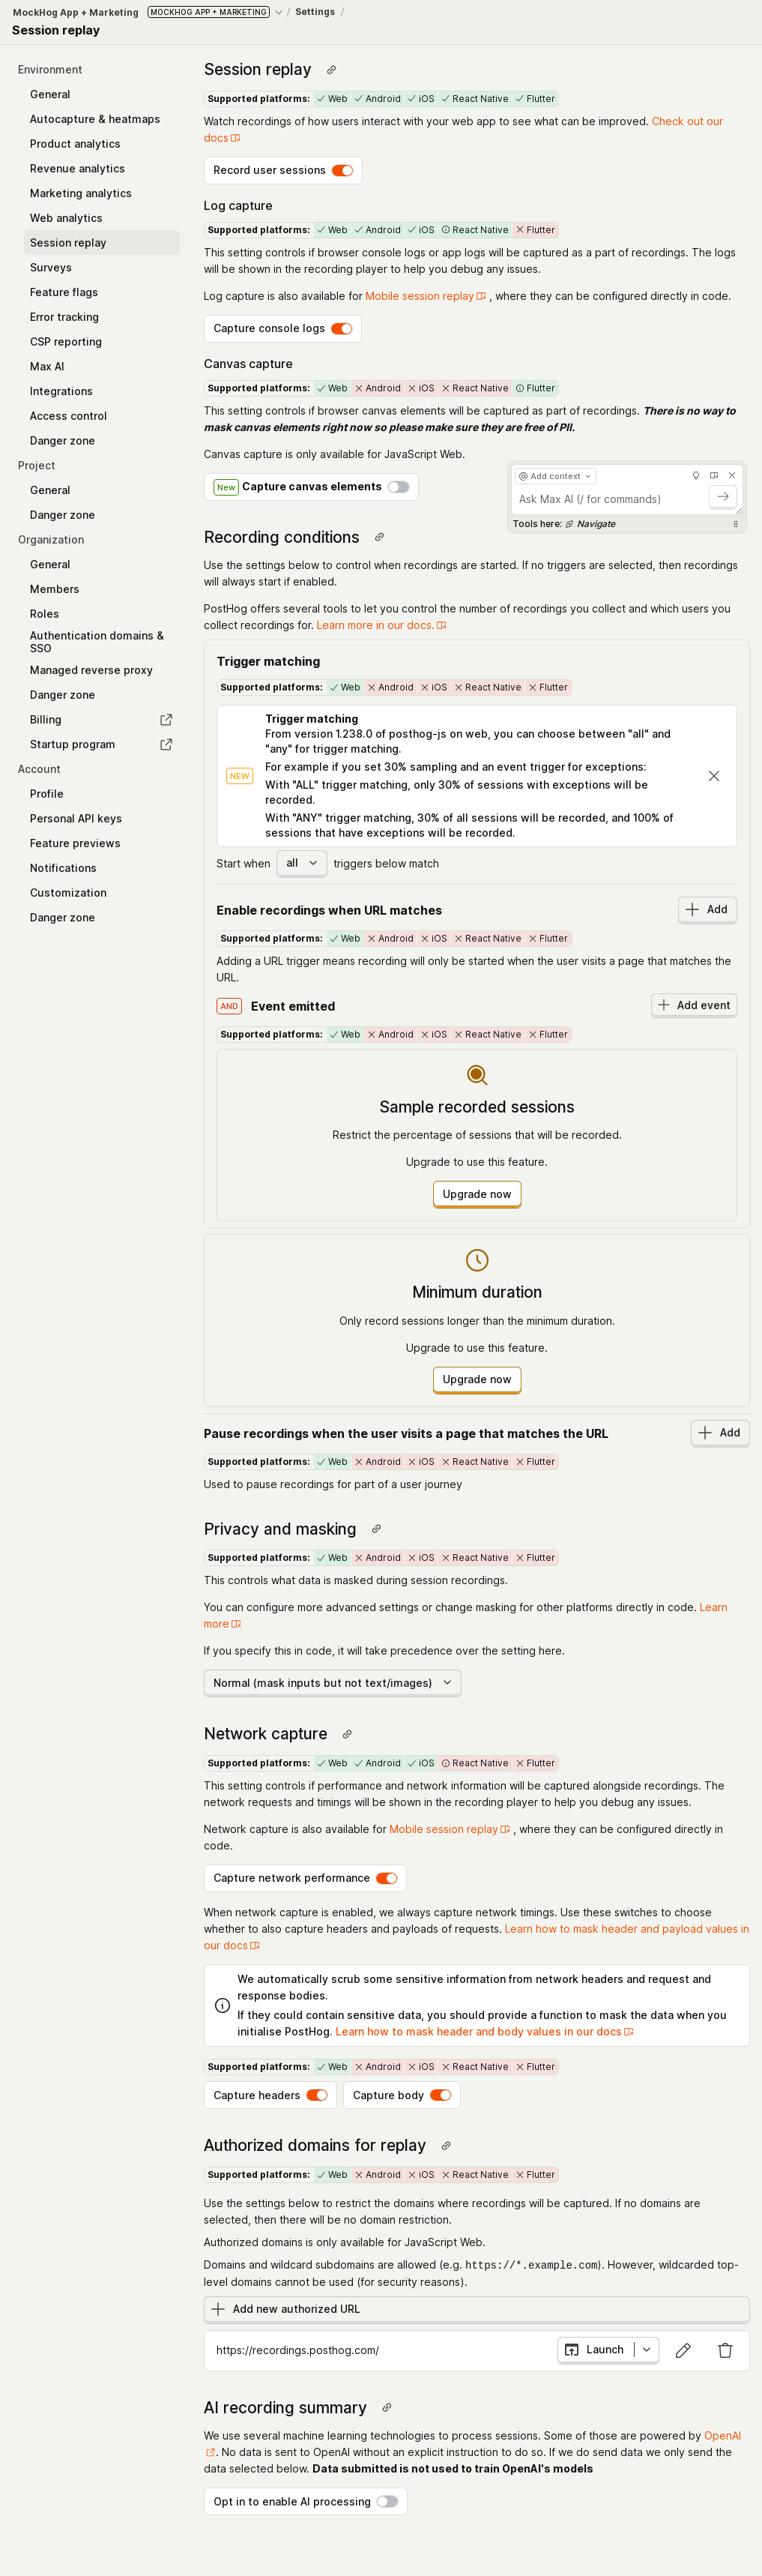 MockHog App + Marketing MOCKHOG APP + MARKETING / Settings /
Session replay
Environment
General
Autocapture & heatmaps
Product analytics
Revenue analytics
Marketing analytics
Web analytics
Session replay
Surveys
Feature flags
Error tracking
CSP reporting
Max AI
Integrations
Access control
Danger zone
Project
General
Danger zone
Organization
General
Members
Roles
Authentication domains &
SSO
Managed reverse proxy
Danger zone
Billing
Startup program
Account
Profile
Personal API keys
Feature previews
Notifications
Customization
Danger zone
Session replay
Supported platforms: Web Android iOS React Native Flutter
Watch recordings of how users interact with your web app to see what can be improved. Check out our
docs
Record user sessions
Log capture
Supported platforms: Web Android iOS React Native Flutter
This setting controls if browser console logs or app logs will be captured as a part of recordings. The logs
will be shown in the recording player to help you debug any issues.
Log capture is also available for Mobile session replay , where they can be configured directly in code.
Capture console logs
Canvas capture
Supported platforms: Web Android iOS React Native Flutter
This setting controls if browser canvas elements will be captured as part of recordings. There is no way to
mask canvas elements right now so please make sure they are free of PII.
Canvas capture is only available for JavaScript Web.
New Capture canvas elements
@ Add context
Ask Max AI (/ for commands)
Tools here: Navigate
Recording conditions
Use the settings below to control when recordings are started. If no triggers are selected, then recordings
will always start if enabled.
PostHog offers several tools to let you control the number of recordings you collect and which users you
collect recordings for. Learn more in our docs.
Trigger matching
Supported platforms: Web Android iOS React Native Flutter
NEW
Trigger matching
From version 1.238.0 of posthog-js on web, you can choose between "all" and
"any" for trigger matching.
For example if you set 30% sampling and an event trigger for exceptions:
With "ALL" trigger matching, only 30% of sessions with exceptions will be
recorded.
With "ANY" trigger matching, 30% of all sessions will be recorded, and 100% of
sessions that have exceptions will be recorded.
Start when all triggers below match
Enable recordings when URL matches Add
Supported platforms: Web Android iOS React Native Flutter
Adding a URL trigger means recording will only be started when the user visits a page that matches the
URL.
AND Event emitted Add event
Supported platforms: Web Android iOS React Native Flutter
Sample recorded sessions
Restrict the percentage of sessions that will be recorded.
Upgrade to use this feature.
Upgrade now
Minimum duration
Only record sessions longer than the minimum duration.
Upgrade to use this feature.
Upgrade now
Pause recordings when the user visits a page that matches the URL Add
Supported platforms: Web Android iOS React Native Flutter
Used to pause recordings for part of a user journey
Privacy and masking
Supported platforms: Web Android iOS React Native Flutter
This controls what data is masked during session recordings.
You can configure more advanced settings or change masking for other platforms directly in code. Learn
more
If you specify this in code, it will take precedence over the setting here.
Normal (mask inputs but not text/images)
Network capture
Supported platforms: Web Android iOS React Native Flutter
This setting controls if performance and network information will be captured alongside recordings. The
network requests and timings will be shown in the recording player to help you debug any issues.
Network capture is also available for Mobile session replay , where they can be configured directly in
code.
Capture network performance
When network capture is enabled, we always capture network timings. Use these switches to choose
whether to also capture headers and payloads of requests. Learn how to mask header and payload values in
our docs
We automatically scrub some sensitive information from network headers and request and
response bodies.
If they could contain sensitive data, you should provide a function to mask the data when you
initialise PostHog. Learn how to mask header and body values in our docs
Supported platforms: Web Android iOS React Native Flutter
Capture headers Capture body
Authorized domains for replay
Supported platforms: Web Android iOS React Native Flutter
Use the settings below to restrict the domains where recordings will be captured. If no domains are
selected, then there will be no domain restriction.
Authorized domains is only available for JavaScript Web.
Domains and wildcard subdomains are allowed (e.g. https://*.example.com). However, wildcarded top-
level domains cannot be used (for security reasons).
Add new authorized URL
https://recordings.posthog.com/ Launch
AI recording summary
We use several machine learning technologies to process sessions. Some of those are powered by OpenAI
. No data is sent to OpenAI without an explicit instruction to do so. If we do send data we only send the
data selected below. Data submitted is not used to train OpenAI's models
Opt in to enable AI processing